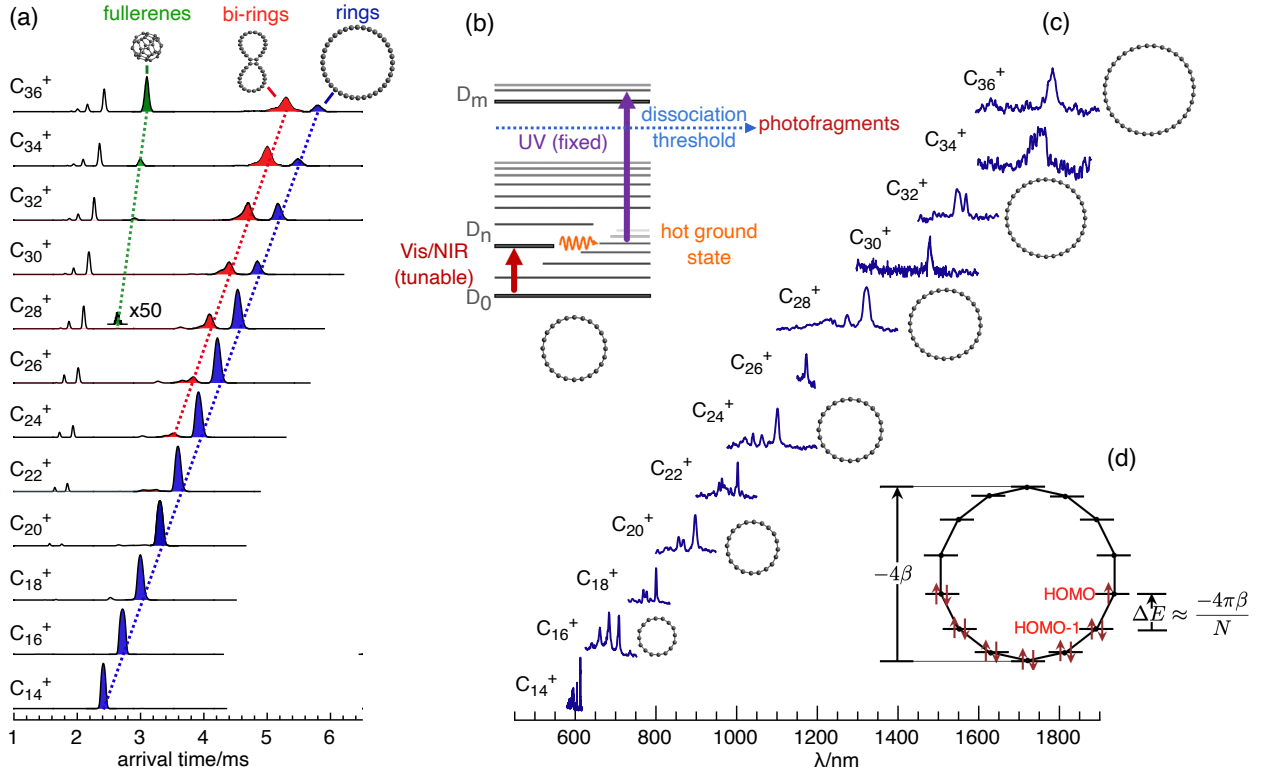 (a)
fullerenes
bi-rings
rings
C36+
C34+
C32+
C30+
C28+
x50
C26+
C24+
C22+
C20+
C18+
C16+
C14+
1 2 3 4 5 6
arrival time/ms
(b)
Dm
dissociation
threshold
photofragments
UV (fixed)
Dn
Vis/NIR
(tunable)
hot ground
state
D0
(c)
C36+
C34+
C32+
C30+
C28+
C26+
C24+
C22+
C20+
C18+
C16+
C14+
600 800 1000 1200 1400 1600 1800
λ/nm
(d)
−4β
HOMO
HOMO-1
ΔE ≈ −4πβ/N